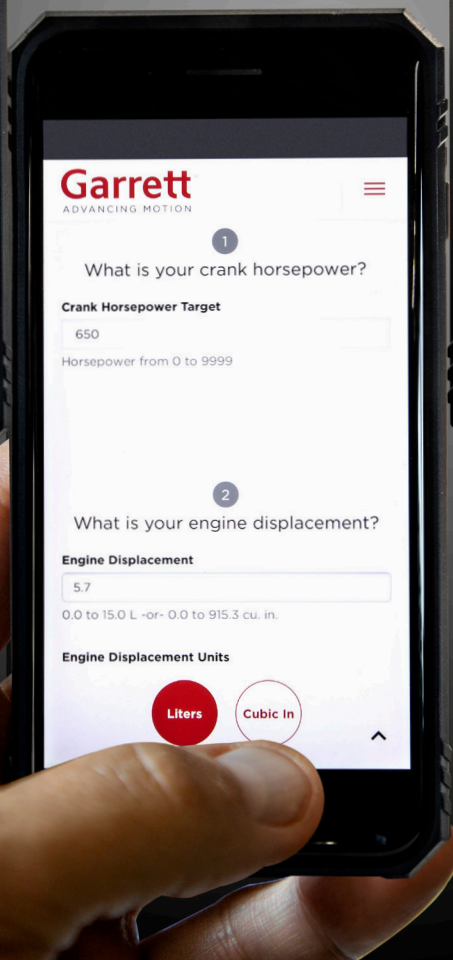 Garrett
ADVANCING MOTION
1
What is your crank horsepower?
Crank Horsepower Target
650
Horsepower from 0 to 9999
2
What is your engine displacement?
Engine Displacement
5.7
0.0 to 15.0 L -or- 0.0 to 915.3 cu. in.
Engine Displacement Units
Liters
Cubic In